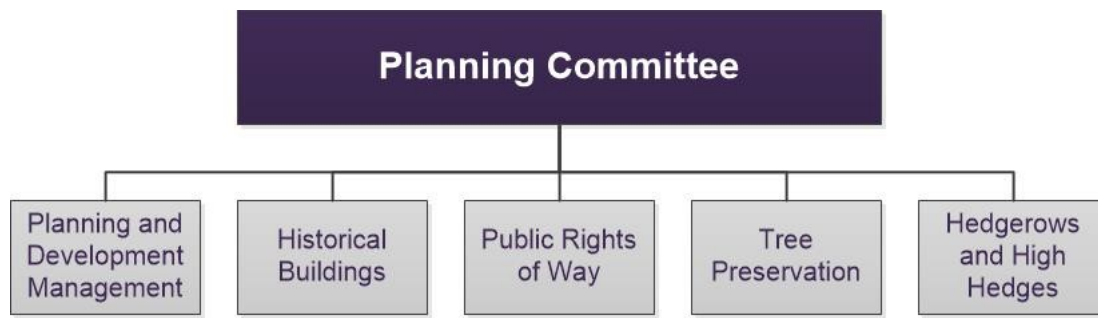 Planning Committee
Planning and
Development
Management
Historical
Buildings
Public Rights
of Way
Tree
Preservation
Hedgerows
and High
Hedges